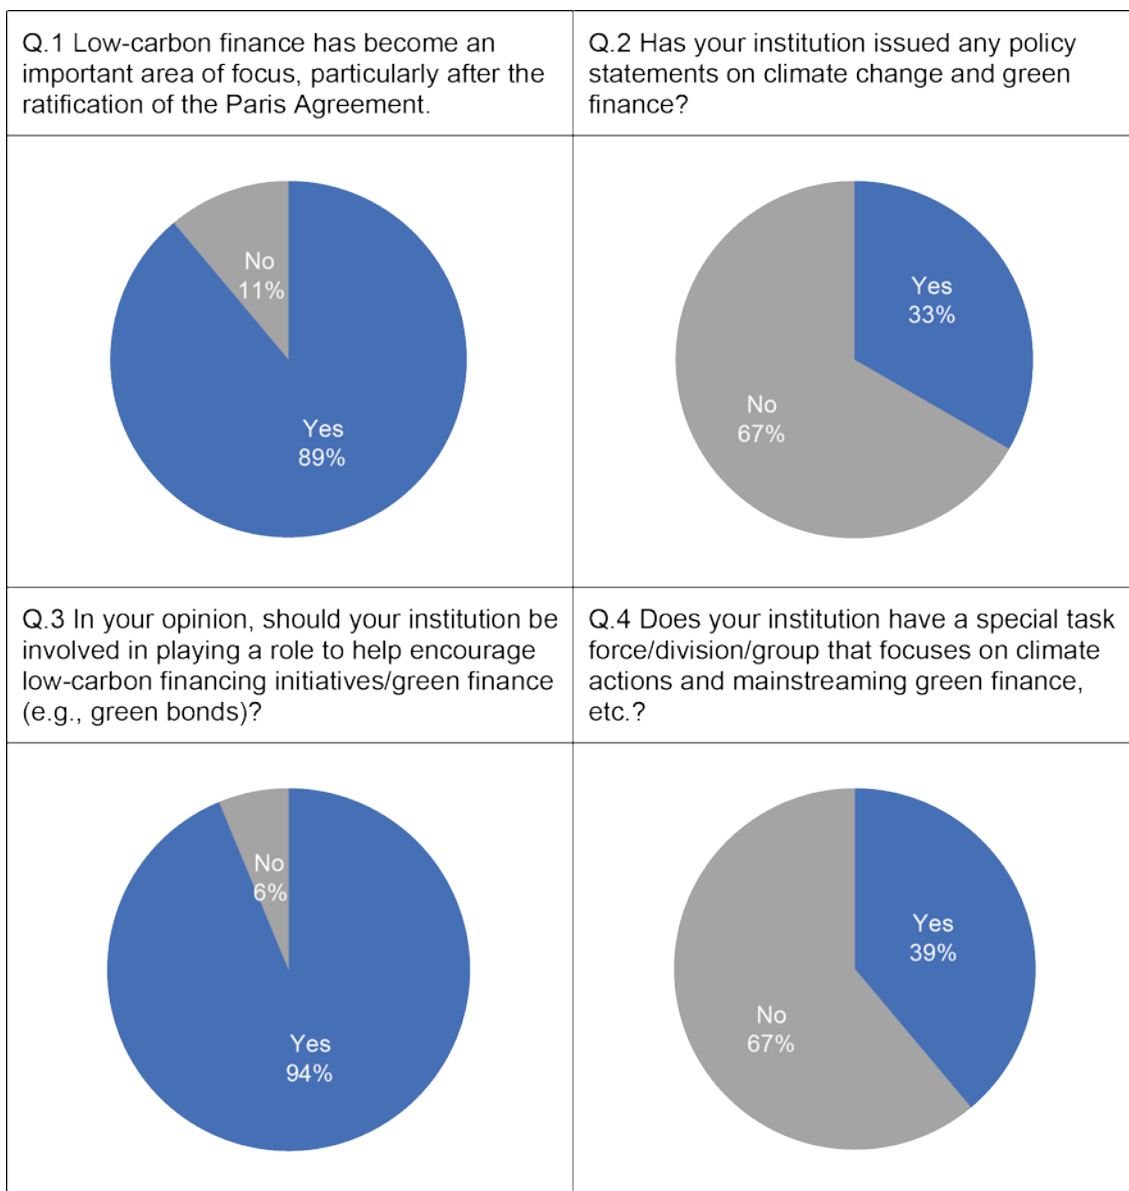 Q.1 Low-carbon finance has become an
important area of focus, particularly after the
ratification of the Paris Agreement.
Q.2 Has your institution issued any policy
statements on climate change and green
finance?
No
11%
Yes
89%
Yes
33%
No
67%
Q.3 In your opinion, should your institution be
involved in playing a role to help encourage
low-carbon financing initiatives/green finance
(e.g., green bonds)?
Q.4 Does your institution have a special task
force/division/group that focuses on climate
actions and mainstreaming green finance,
etc.?
No
6%
Yes
94%
Yes
39%
No
67%